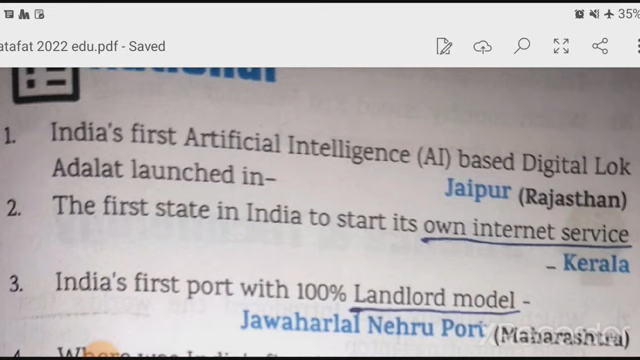 35%
atafat 2022 edu.pdf - Saved
1. India's first Artificial Intelligence (AI) based Digital Lok
Adalat launched in- Jaipur (Rajasthan)
2. The first state in India to start its own internet service
- Kerala
3. India's first port with 100% Landlord model -
Jawaharlal Nehru Port (Maharashtra)